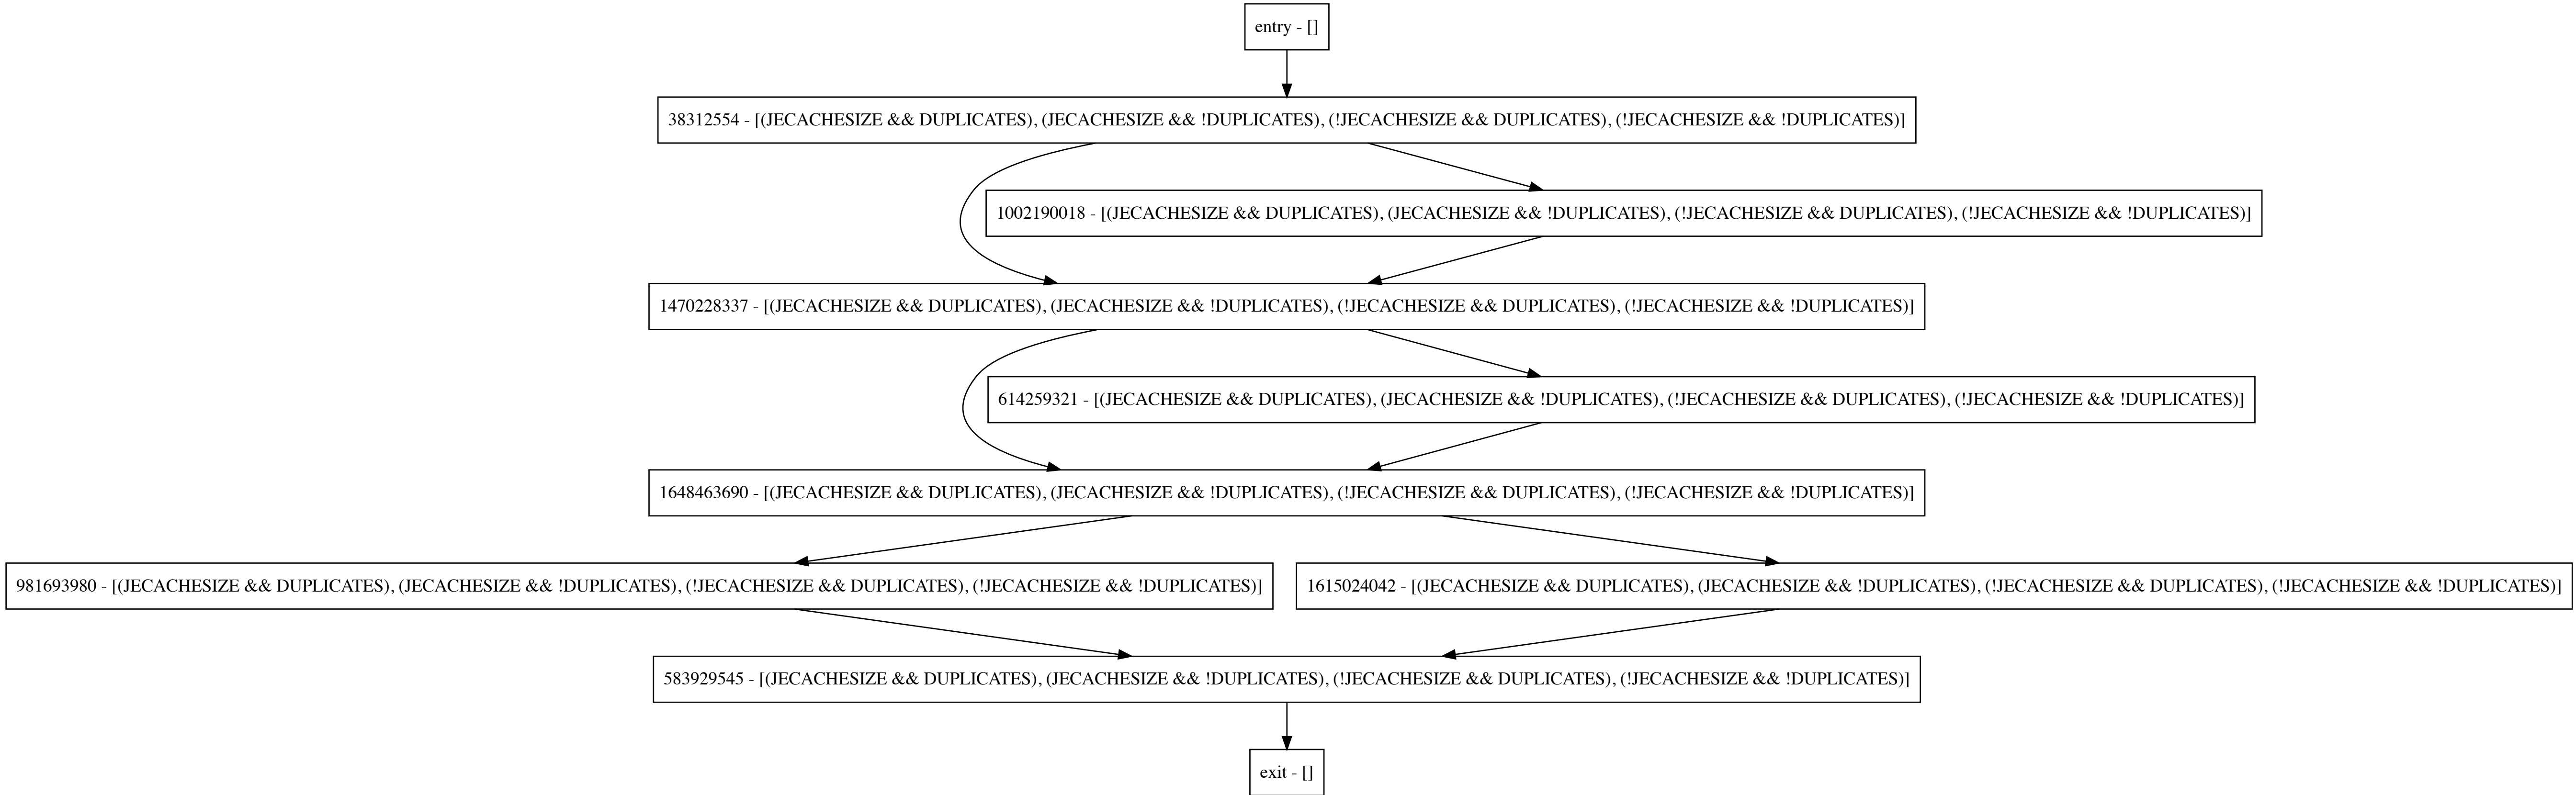 entry - []
38312554 - [(JECACHESIZE && DUPLICATES), (JECACHESIZE && !DUPLICATES), (!JECACHESIZE && DUPLICATES), (!JECACHESIZE && !DUPLICATES)]
1002190018 - [(JECACHESIZE && DUPLICATES), (JECACHESIZE && !DUPLICATES), (!JECACHESIZE && DUPLICATES), (!JECACHESIZE && !DUPLICATES)]
1470228337 - [(JECACHESIZE && DUPLICATES), (JECACHESIZE && !DUPLICATES), (!JECACHESIZE && DUPLICATES), (!JECACHESIZE && !DUPLICATES)]
614259321 - [(JECACHESIZE && DUPLICATES), (JECACHESIZE && !DUPLICATES), (!JECACHESIZE && DUPLICATES), (!JECACHESIZE && !DUPLICATES)]
1648463690 - [(JECACHESIZE && DUPLICATES), (JECACHESIZE && !DUPLICATES), (!JECACHESIZE && DUPLICATES), (!JECACHESIZE && !DUPLICATES)]
981693980 - [(JECACHESIZE && DUPLICATES), (JECACHESIZE && !DUPLICATES), (!JECACHESIZE && DUPLICATES), (!JECACHESIZE && !DUPLICATES)]
1615024042 - [(JECACHESIZE && DUPLICATES), (JECACHESIZE && !DUPLICATES), (!JECACHESIZE && DUPLICATES), (!JECACHESIZE && !DUPLICATES)]
583929545 - [(JECACHESIZE && DUPLICATES), (JECACHESIZE && !DUPLICATES), (!JECACHESIZE && DUPLICATES), (!JECACHESIZE && !DUPLICATES)]
exit - []